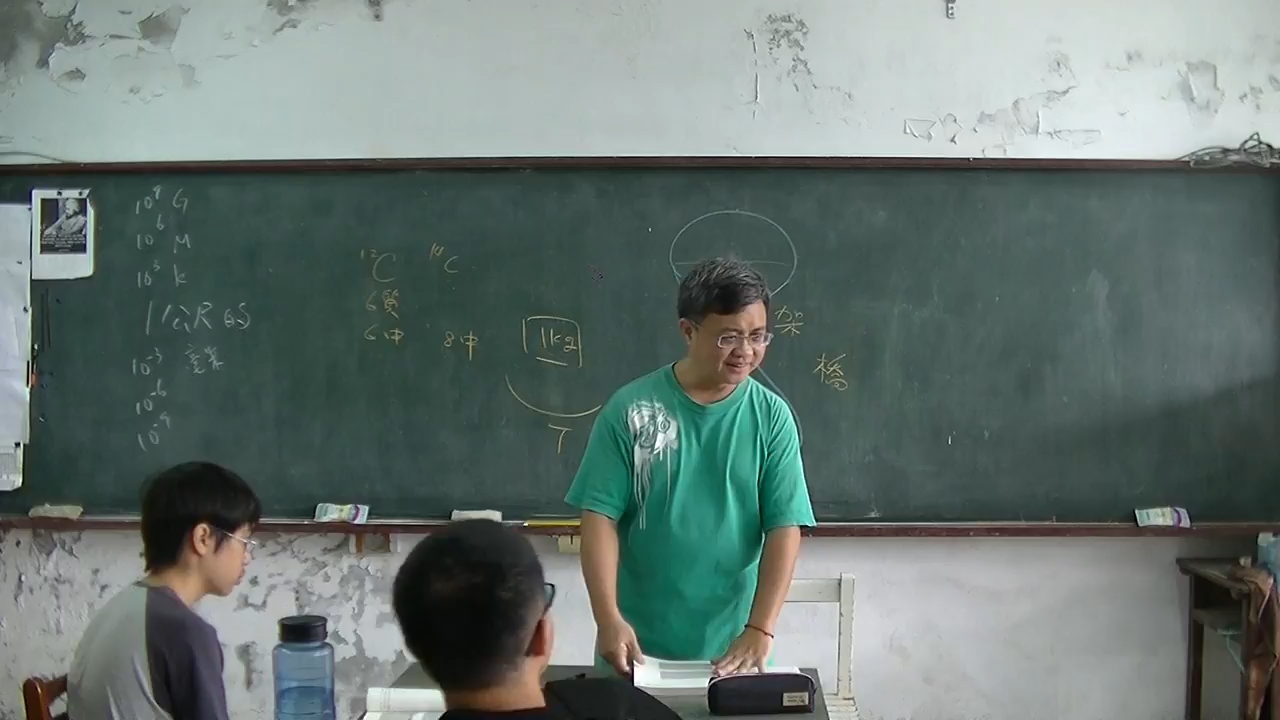 10⁹ G
10⁶ M
10³ k
1 公尺
10⁻³ 毫米
10⁻⁶
10⁻⁹
¹²C ¹⁴C
6質
6中 8中
1kg
T
架
橋